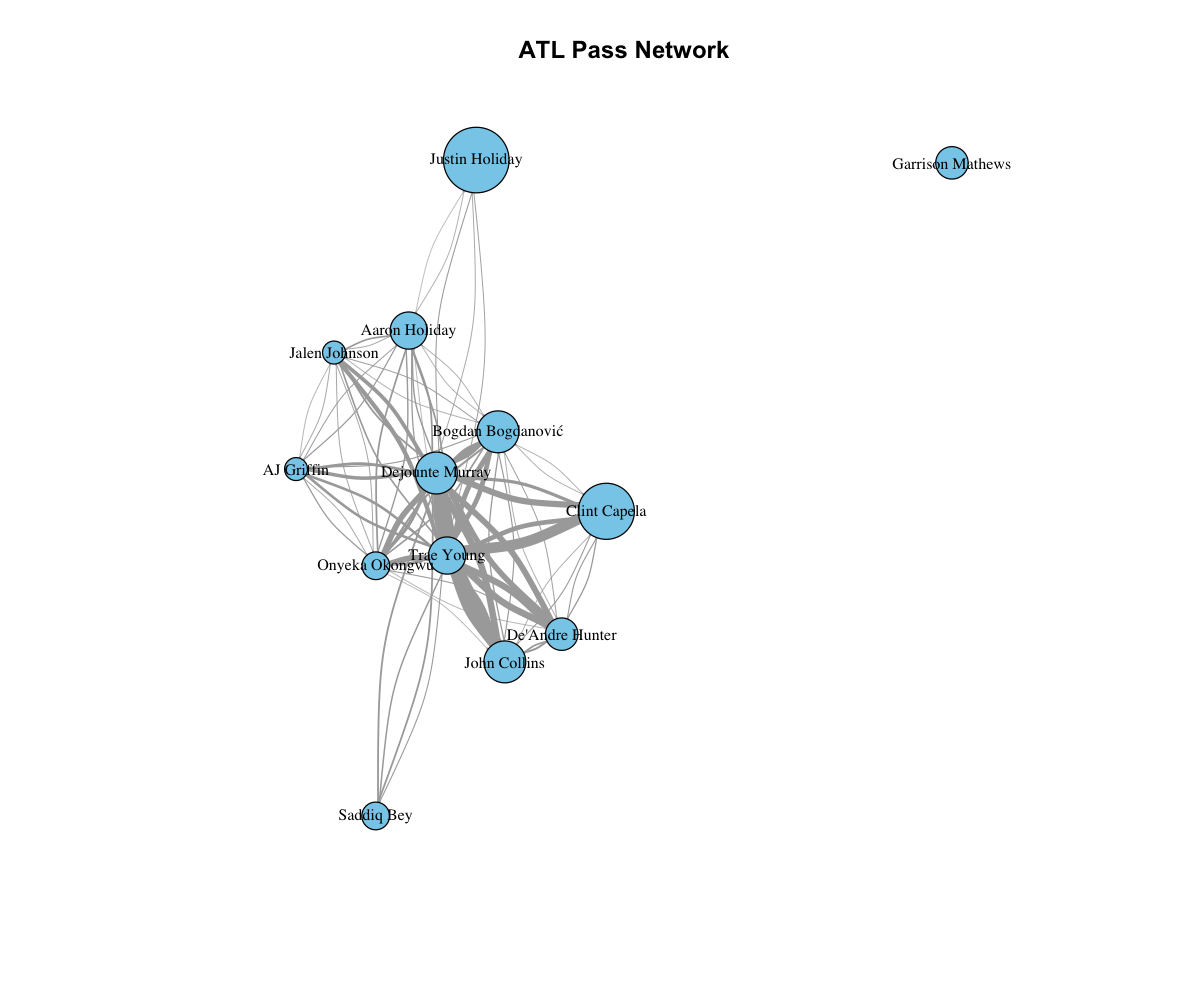 ATL Pass Network
Justin Holiday
Garrison Mathews
Aaron Holiday
Jalen Johnson
Bogdan Bogdanović
AJ Griffin
Dejounte Murray
Clint Capela
Trae Young
Onyeka Okongwu
De'Andre Hunter
John Collins
Saddiq Bey